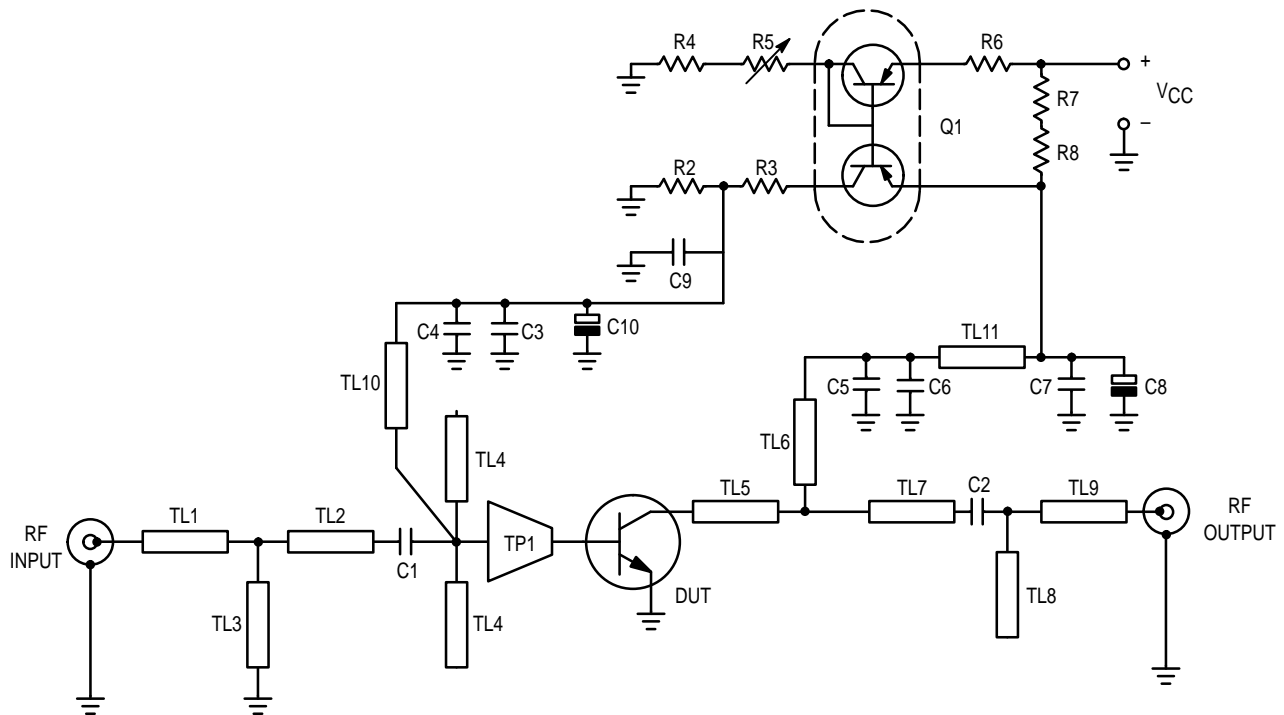 R4 R5 R6
+
VCC
R7
Q1
–
R8
R2 R3
C9
C4 C3 C10
TL11
TL10
C5 C6 C7 C8
TL4
TL6
TL5 TL7 C2 TL9
RF
INPUT
TL1 TL2
C1
TP1
RF
OUTPUT
DUT
TL8
TL3 TL4